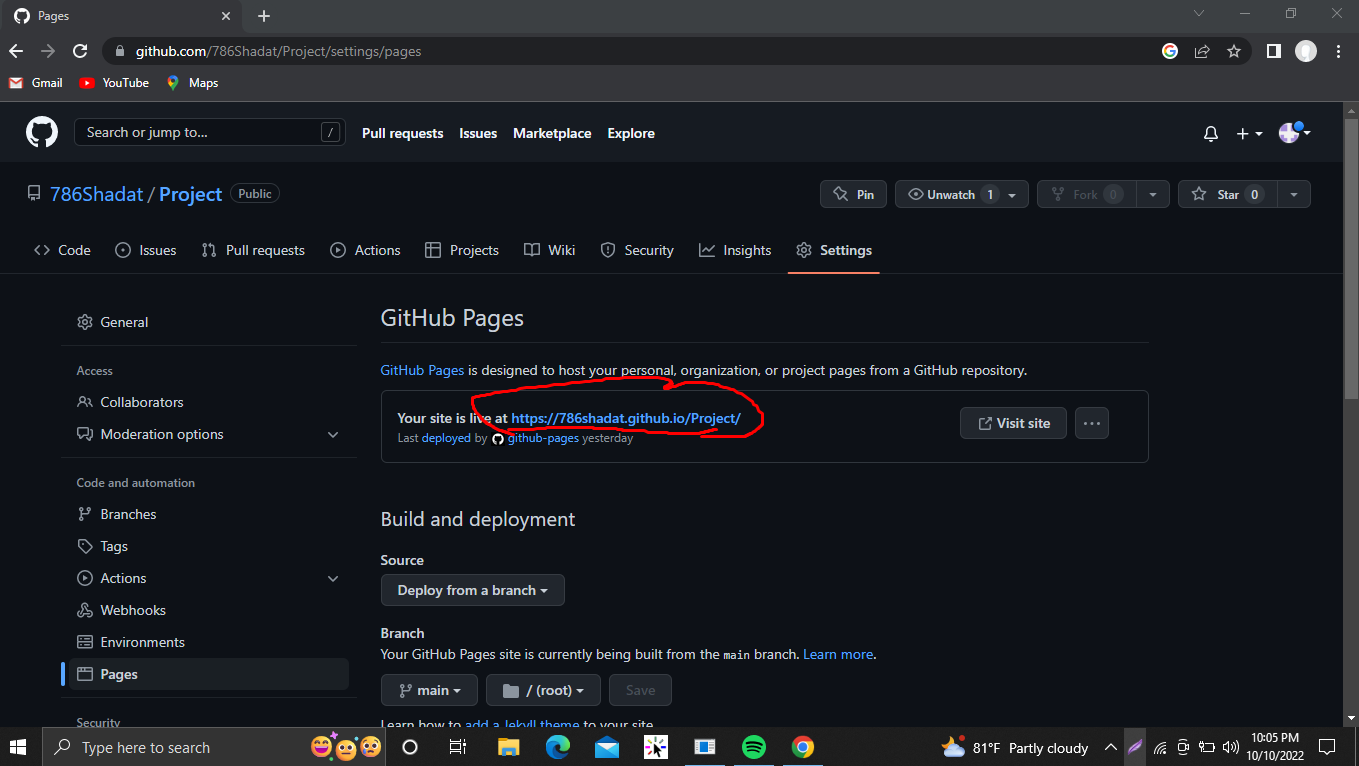 Pages
github.com/786Shadat/Project/settings/pages
Gmail YouTube Maps
Search or jump to... / Pull requests Issues Marketplace Explore
786Shadat / Project Public Pin Unwatch 1 Fork 0 Star 0
Code Issues Pull requests Actions Projects Wiki Security Insights Settings
General
Access
Collaborators
Moderation options
Code and automation
Branches
Tags
Actions
Webhooks
Environments
Pages
Security
GitHub Pages
GitHub Pages is designed to host your personal, organization, or project pages from a GitHub repository.
Your site is live at https://786shadat.github.io/Project/
Last deployed by github-pages yesterday
Visit site
Build and deployment
Source
Deploy from a branch
Branch
Your GitHub Pages site is currently being built from the main branch. Learn more.
main / (root) Save
Learn how to add a Jekyll theme to your site.
Type here to search
81°F Partly cloudy
10:05 PM
10/10/2022